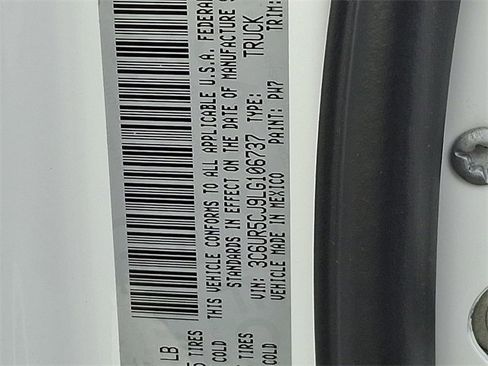 THIS VEHICLE CONFORMS TO ALL APPLICABLE U.S.A. FEDERAL
STANDARDS IN EFFECT ON THE DATE OF MANUFACTURE
VIN: 3C6UR5CJ9LG106737 TYPE: TRUCK
VEHICLE MADE IN MEXICO PAINT: PW7 TRIM:
LB
TIRES
COLD
TIRES
COLD